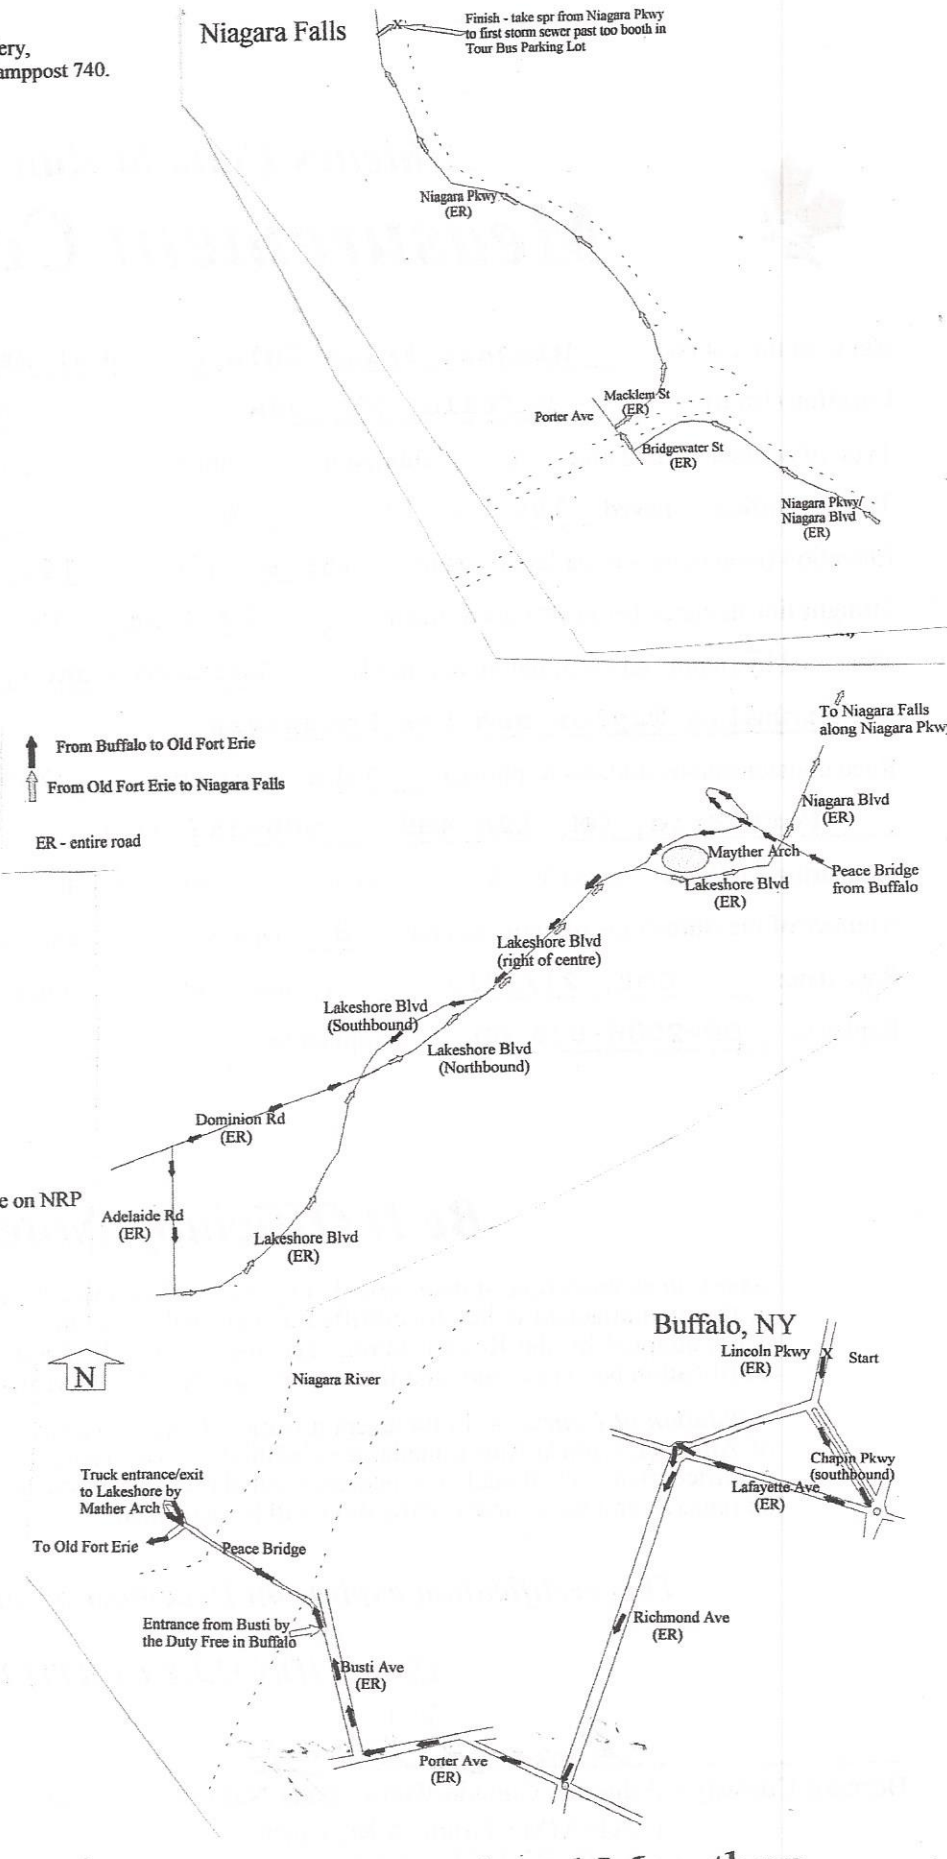 ery,
amppost 740.
Niagara Falls
X
Finish - take spr from Niagara Pkwy
to first storm sewer past too booth in
Tour Bus Parking Lot
Niagara Pkwy
(ER)
Macklem St
(ER)
Porter Ave
Bridgewater St
(ER)
Niagara Pkwy/
Niagara Blvd
(ER)
To Niagara Falls
along Niagara Pkw
From Buffalo to Old Fort Erie
From Old Fort Erie to Niagara Falls
ER - entire road
Niagara Blvd
(ER)
Mayther Arch
Peace Bridge
from Buffalo
Lakeshore Blvd
(ER)
Lakeshore Blvd
(right of centre)
Lakeshore Blvd
(Southbound)
Lakeshore Blvd
(Northbound)
Dominion Rd
(ER)
e on NRP
Adelaide Rd
(ER)
Lakeshore Blvd
(ER)
N
Niagara River
Buffalo, NY
Lincoln Pkwy
(ER)
X
Start
Chapin Pkwy
(southbound)
Lafayette Ave
(ER)
Truck entrance/exit
to Lakeshore by
Mather Arch
To Old Fort Erie
Peace Bridge
Entrance from Busti by
the Duty Free in Buffalo
Richmond Ave
(ER)
Busti Ave
(ER)
Porter Ave
(ER)